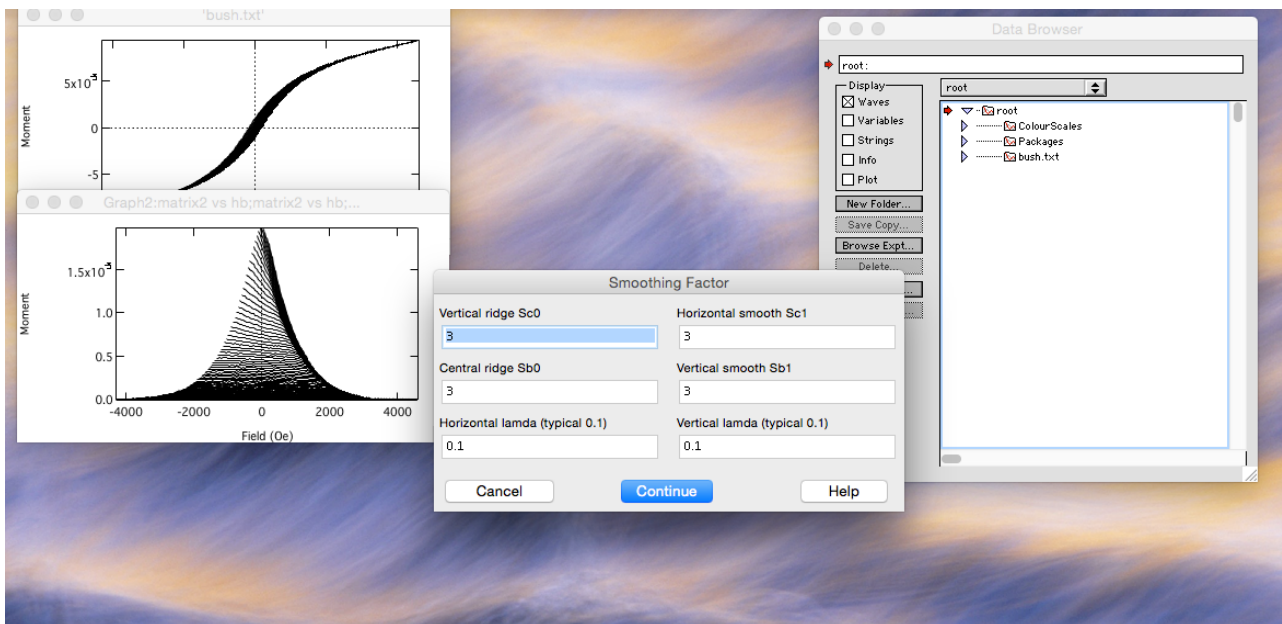 'bush.txt'
5x10
0
-5
Moment
Graph2:matrix2 vs hb;matrix2 vs hb;...
1.5x10
1.0
0.5
0.0
Moment
-4000 -2000 0 2000 4000
Field (Oe)
Smoothing Factor
Vertical ridge Sc0 Horizontal smooth Sc1
3 3
Central ridge Sb0 Vertical smooth Sb1
3 3
Horizontal lamda (typical 0.1) Vertical lamda (typical 0.1)
0.1 0.1
Cancel Continue Help
Data Browser
root:
Display
Waves
Variables
Strings
Info
Plot
New Folder...
Save Copy...
Browse Expt...
Delete...
root
root
ColourScales
Packages
bush.txt